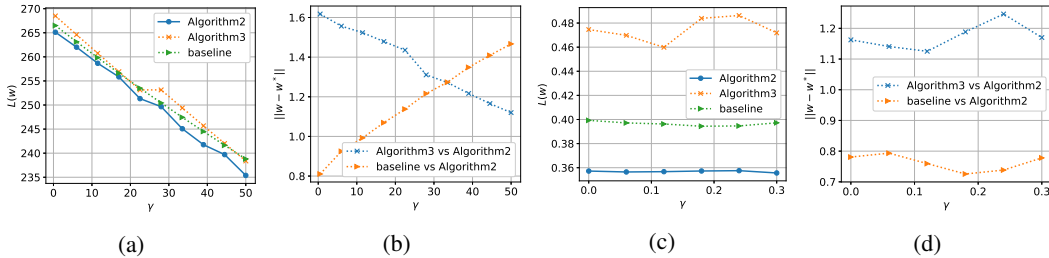 270
265
260
255
250
245
240
235
L(w)
0 10 20 30 40 50
γ
Algorithm2
Algorithm3
baseline
(a)
1.6
1.4
1.2
1.0
0.8
||w − w*||
0 10 20 30 40 50
γ
Algorithm3 vs Algorithm2
baseline vs Algorithm2
(b)
0.48
0.46
0.44
0.42
0.40
0.38
0.36
L(w)
0.0 0.1 0.2 0.3
γ
Algorithm2
Algorithm3
baseline
(c)
1.2
1.1
1.0
0.9
0.8
0.7
||w − w*||
0.0 0.1 0.2 0.3
γ
Algorithm3 vs Algorithm2
baseline vs Algorithm2
(d)